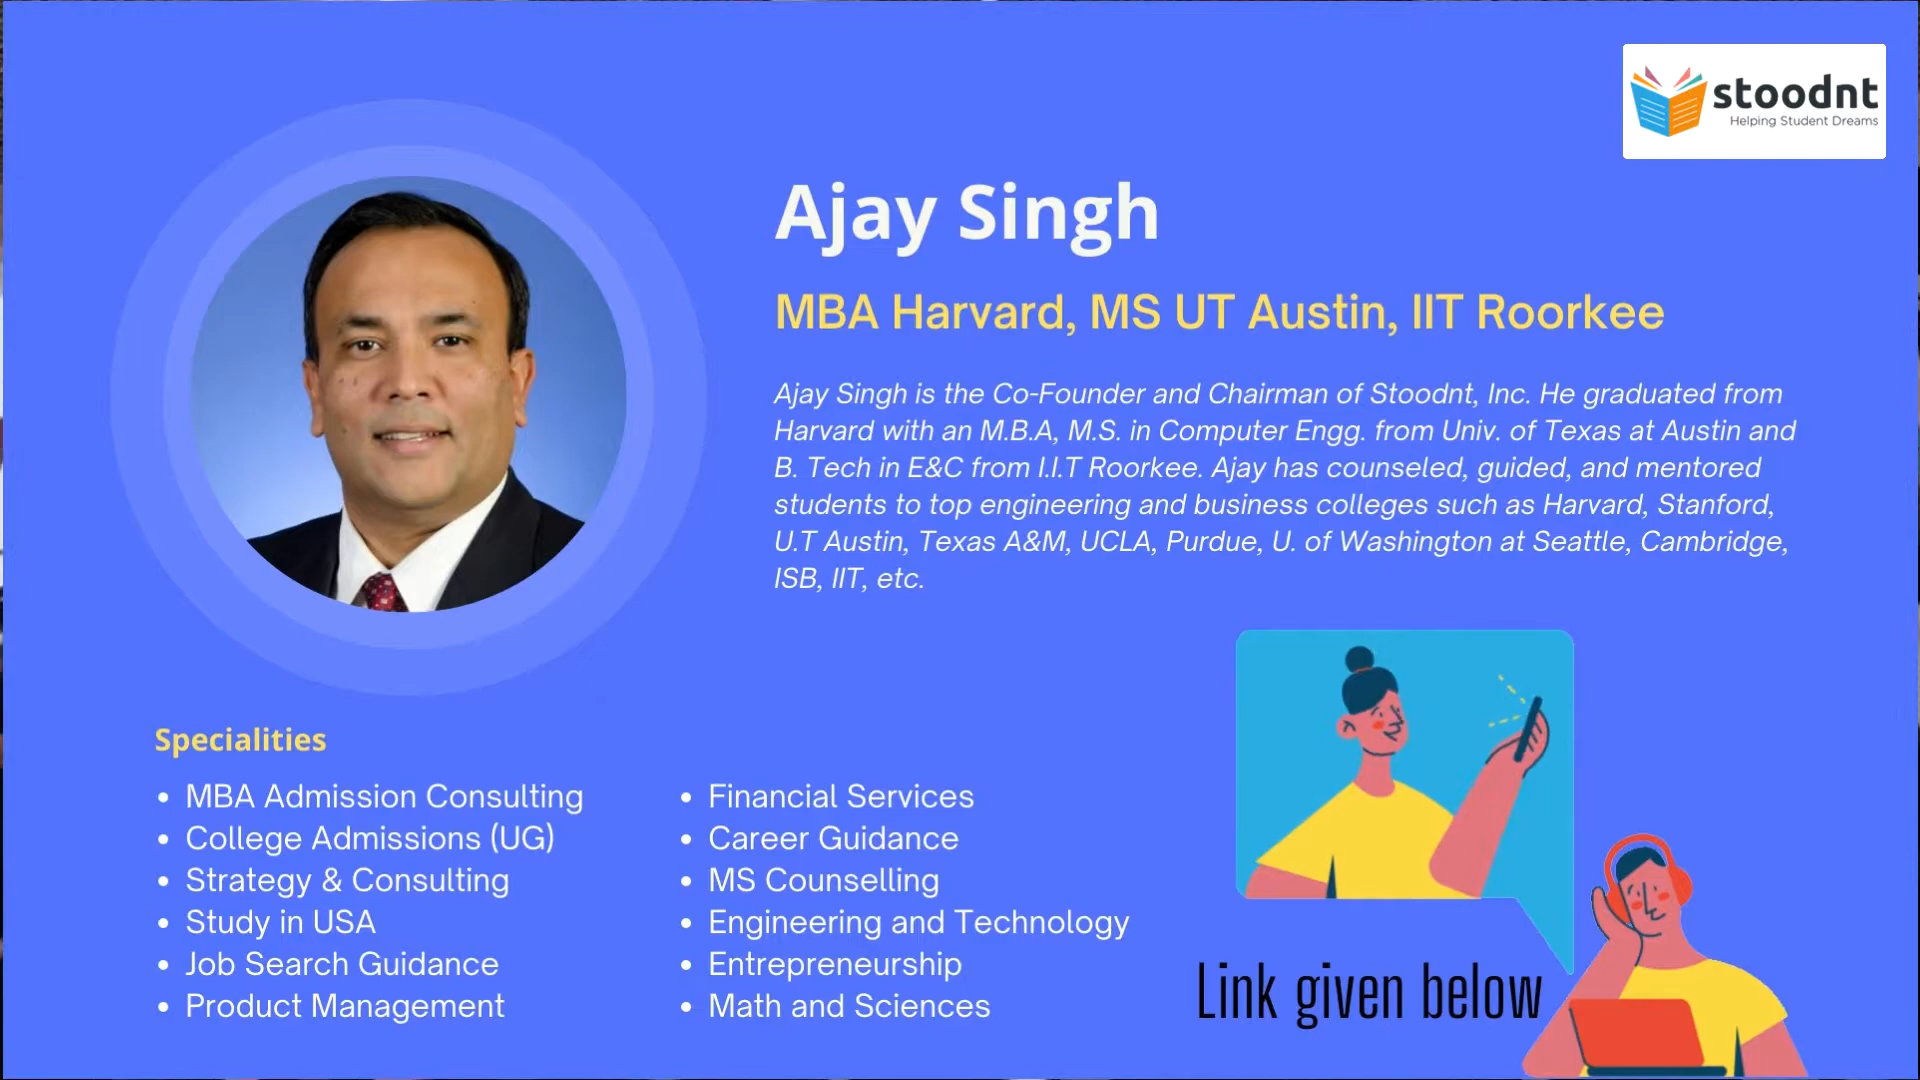 stoodnt
Helping Student Dreams
Ajay Singh
MBA Harvard, MS UT Austin, IIT Roorkee
Ajay Singh is the Co-Founder and Chairman of Stoodnt, Inc. He graduated from
Harvard with an M.B.A, M.S. in Computer Engg. from Univ. of Texas at Austin and
B. Tech in E&C from I.I.T Roorkee. Ajay has counseled, guided, and mentored
students to top engineering and business colleges such as Harvard, Stanford,
U.T Austin, Texas A&M, UCLA, Purdue, U. of Washington at Seattle, Cambridge,
ISB, IIT, etc.
Specialities
• MBA Admission Consulting
• College Admissions (UG)
• Strategy & Consulting
• Study in USA
• Job Search Guidance
• Product Management
• Financial Services
• Career Guidance
• MS Counselling
• Engineering and Technology
• Entrepreneurship
• Math and Sciences
Link given below